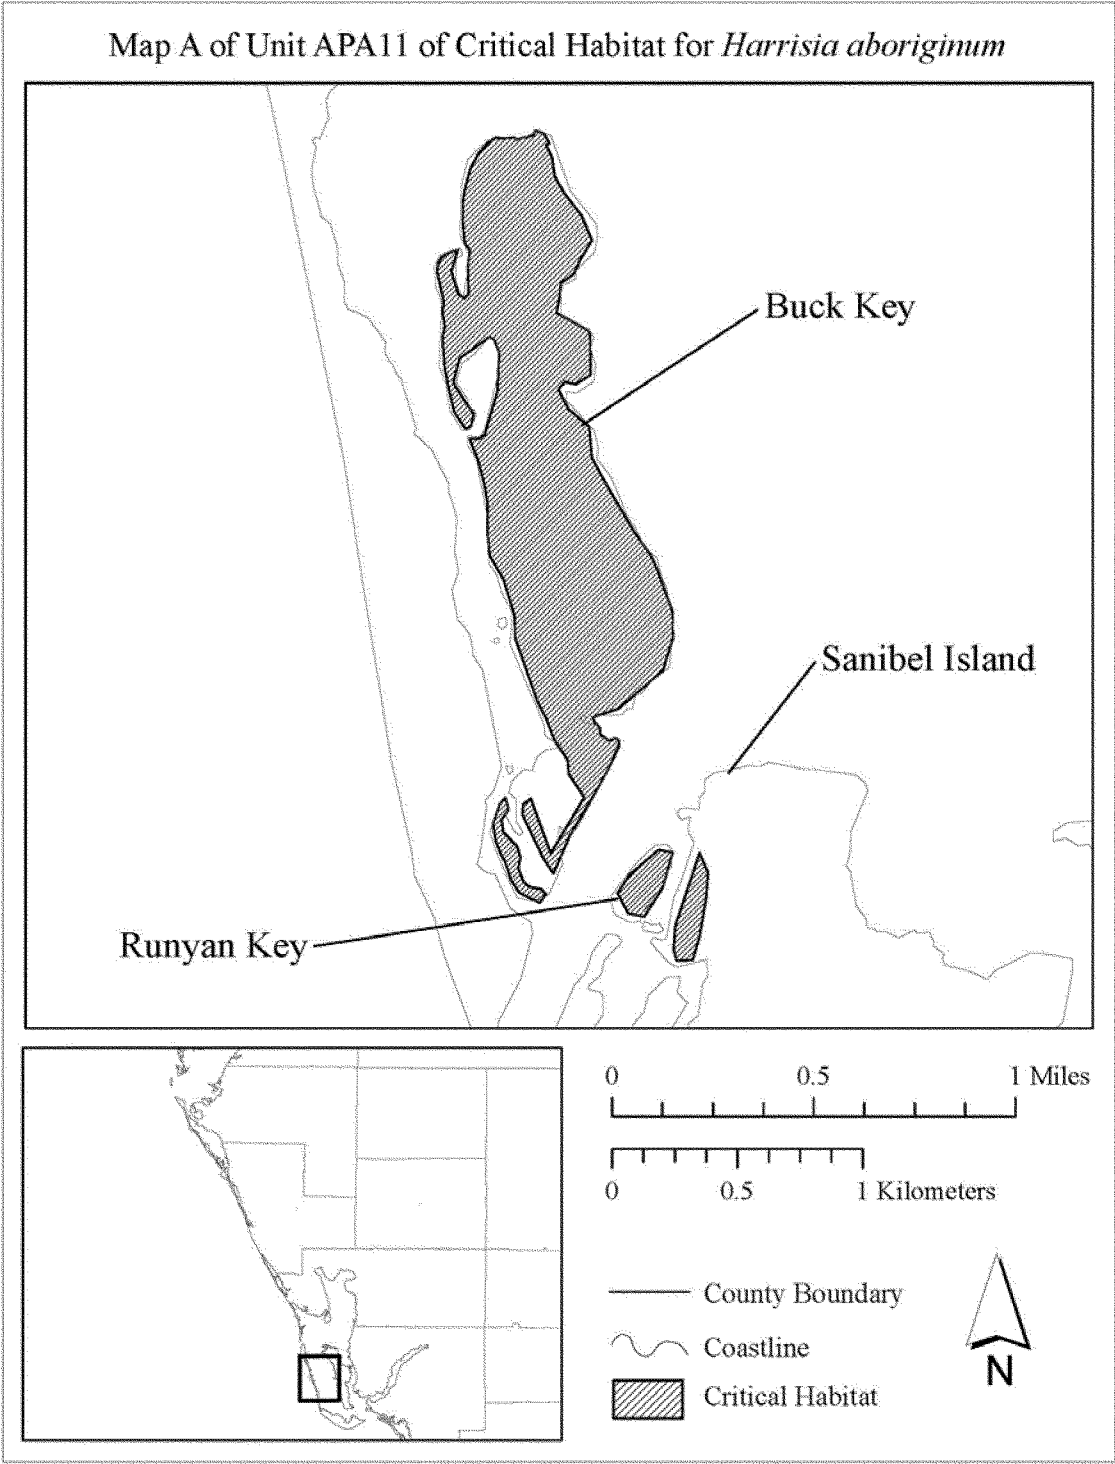 Map A of Unit APA11 of Critical Habitat for Harrisia aboriginum
Buck Key
Sanibel Island
Runyan Key
0 0.5 1 Miles
0 0.5 1 Kilometers
County Boundary
Coastline
Critical Habitat
N